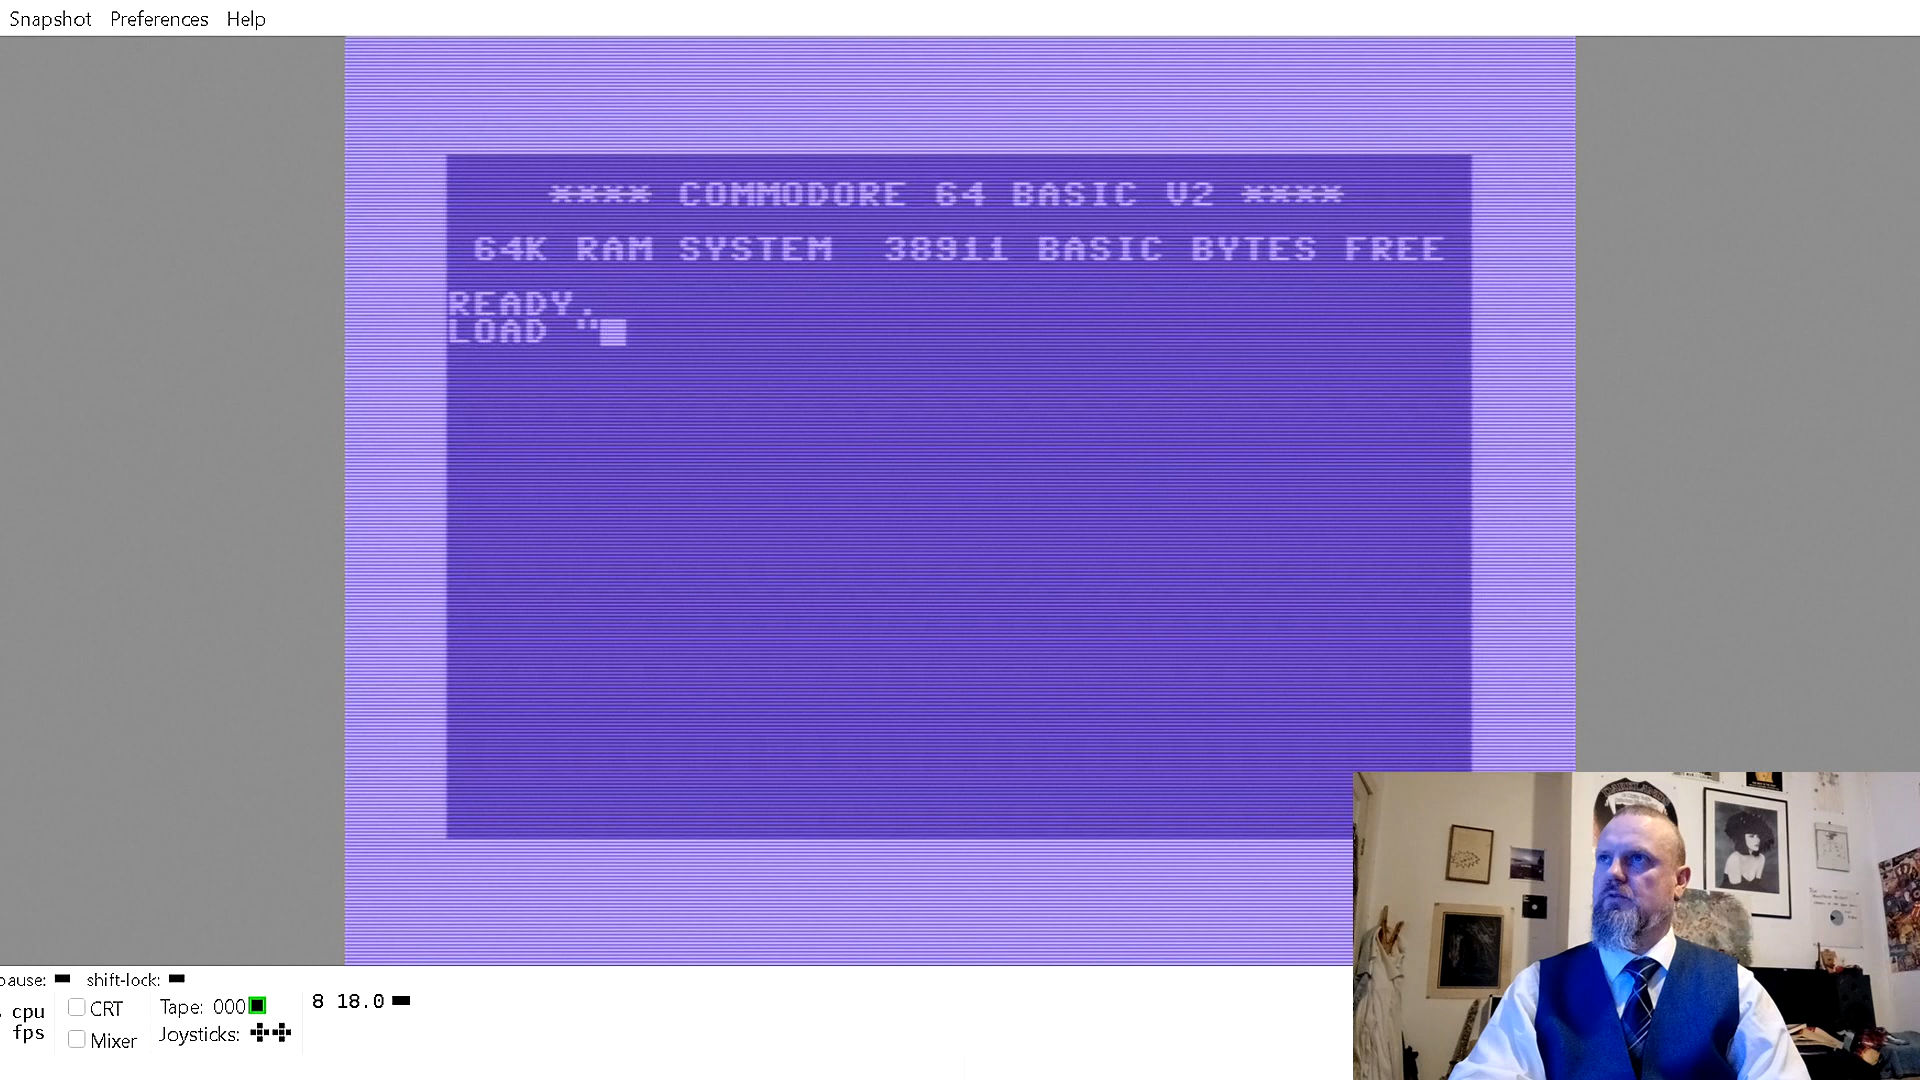 Snapshot Preferences Help
**** COMMODORE 64 BASIC V2 ****
64K RAM SYSTEM  38911 BASIC BYTES FREE
READY.
LOAD "
shift-lock:
cpu
fps
CRT
Mixer
Tape: 000
Joysticks:
8 18.0